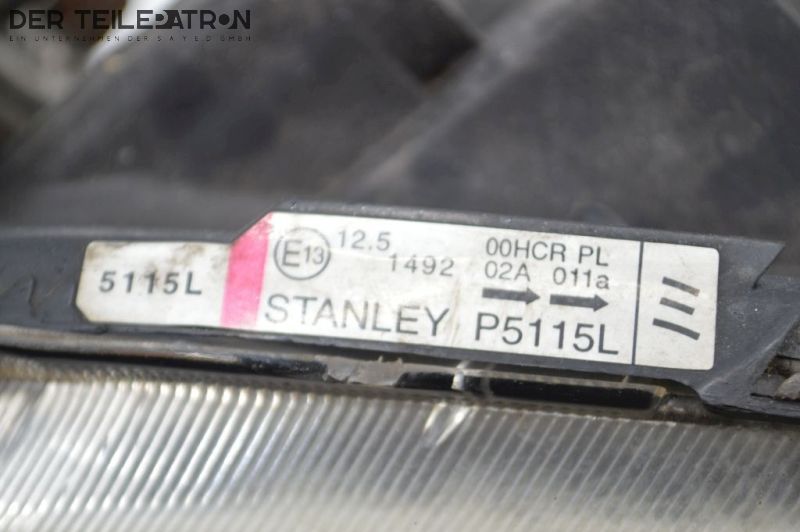 DER TEILEPATRON
EIN UNTERNEHMEN DER S A Y E D GMBH
5115L
E13
12.5
1492
00HCR PL
02A 011a
STANLEY
P5115L